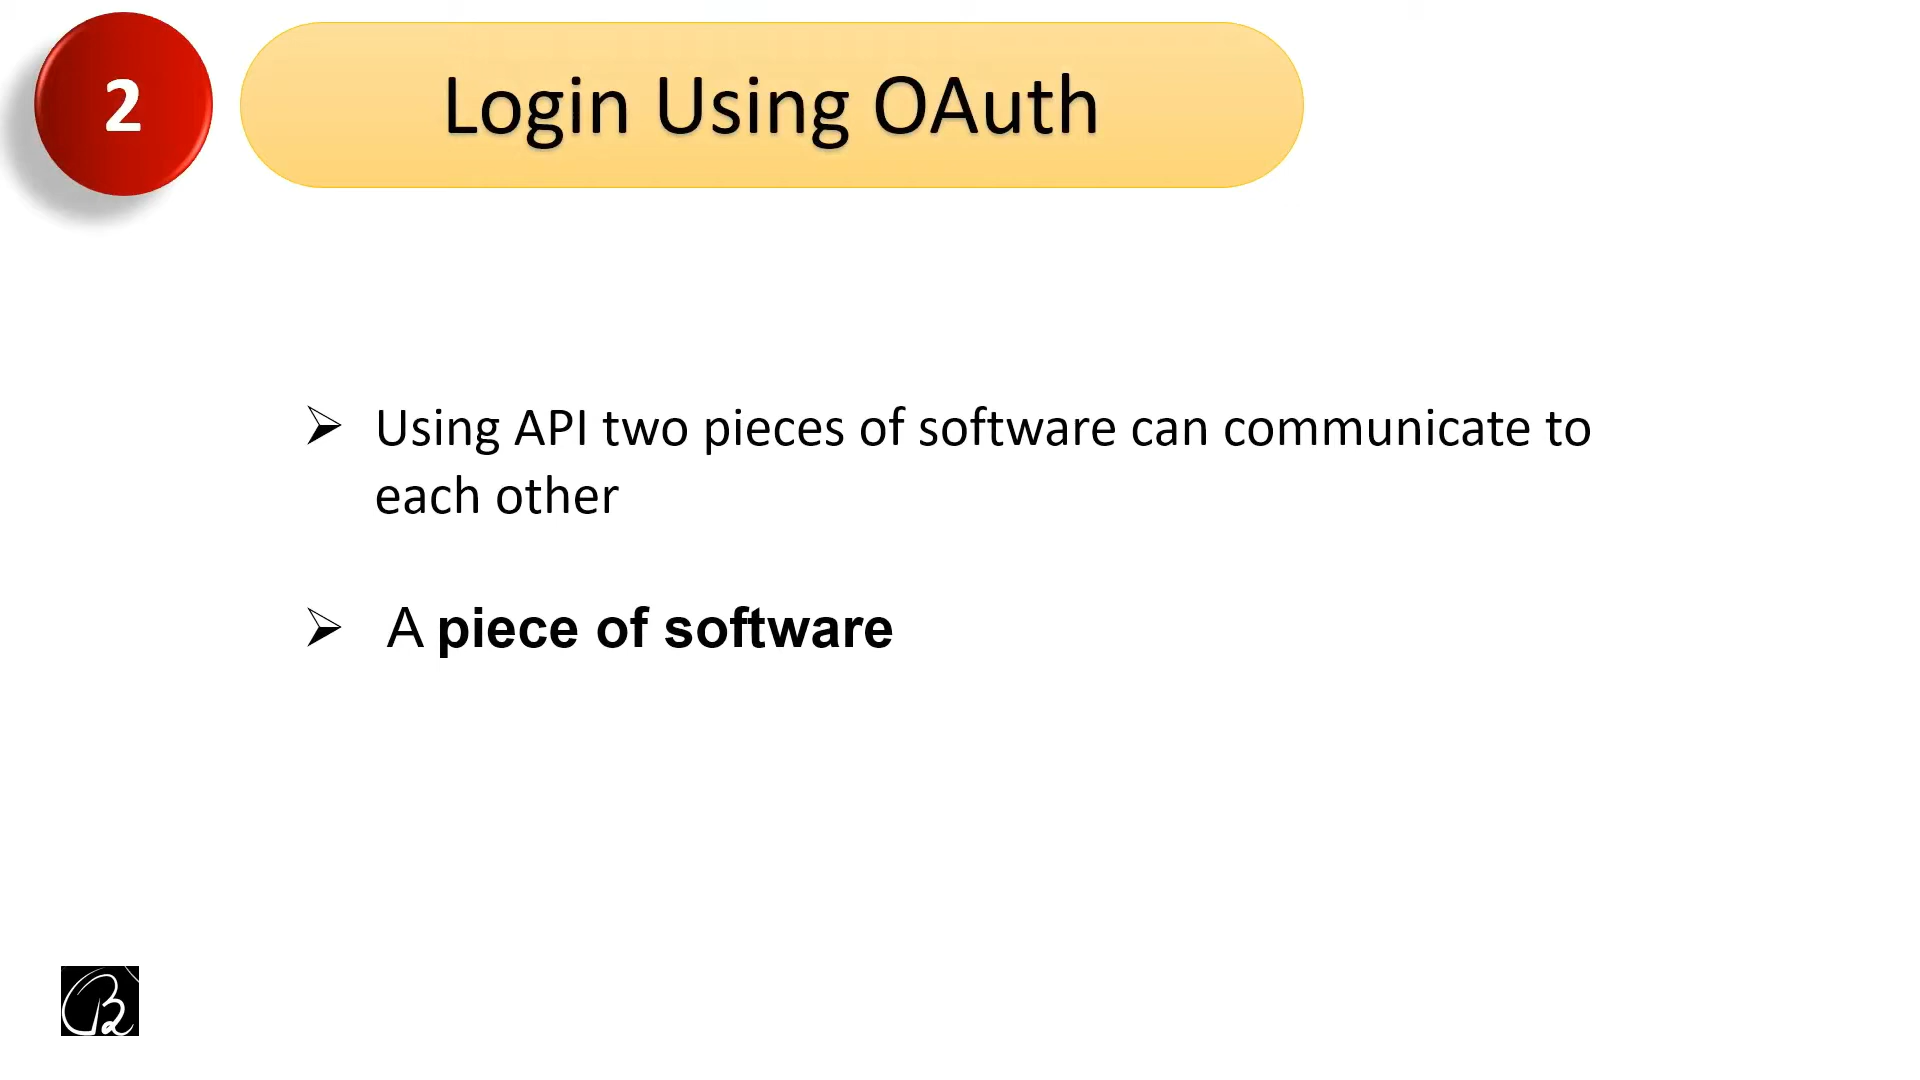 2
Login Using OAuth
Using API two pieces of software can communicate to
each other
A piece of software